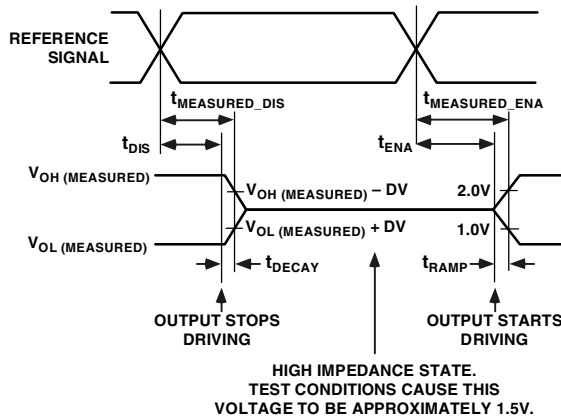 REFERENCE
SIGNAL
tMEASURED_DIS
tMEASURED_ENA
tDIS
tENA
VOH (MEASURED)
VOH (MEASURED) – DV
2.0V
VOL (MEASURED)
VOL (MEASURED) + DV
1.0V
tDECAY
tRAMP
OUTPUT STOPS
DRIVING
OUTPUT STARTS
DRIVING
HIGH IMPEDANCE STATE.
TEST CONDITIONS CAUSE THIS
VOLTAGE TO BE APPROXIMATELY 1.5V.